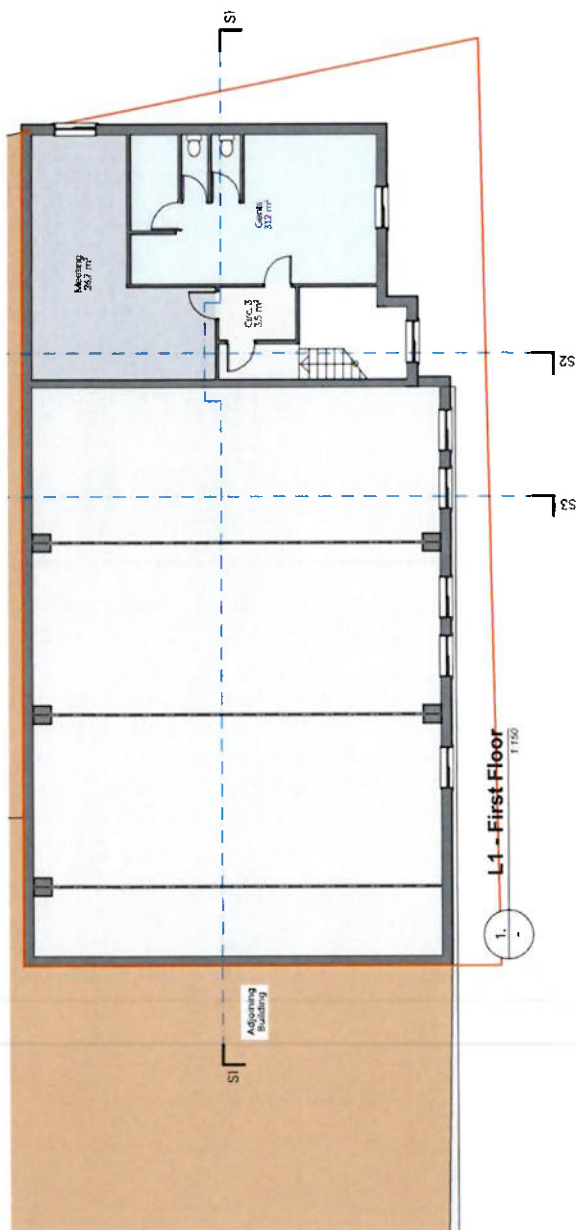 S1
Meeting
26.7 m²
Gents
31.2 m²
Circ. 3
3.5 m²
S2
S3
Adjoining
Building
S1
1.
-
L1 - First Floor
1:150